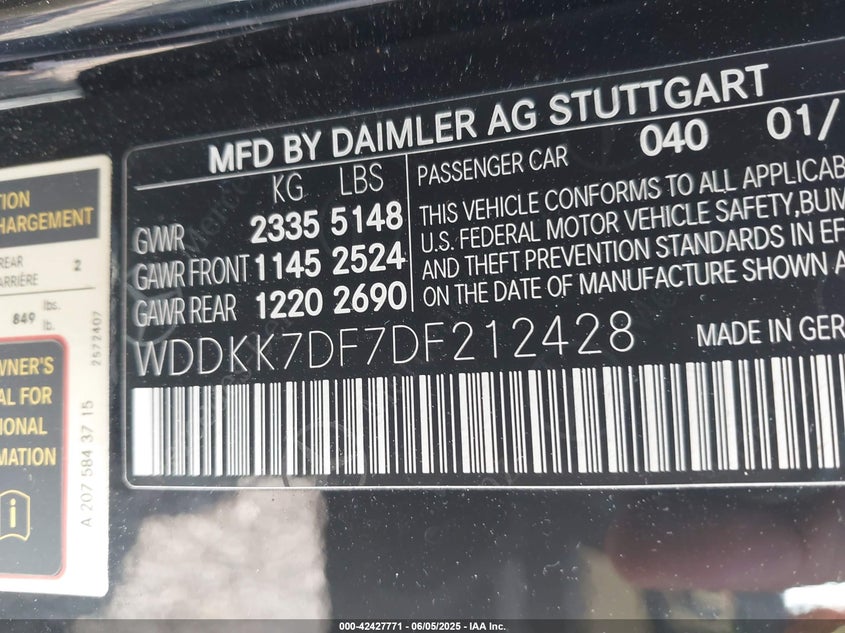 MFD BY DAIMLER AG STUTTGART
KG LBS
GVWR 2335 5148
GAWR FRONT 1145 2524
GAWR REAR 1220 2690
PASSENGER CAR 040 01/
THIS VEHICLE CONFORMS TO ALL APPLICAB
U.S. FEDERAL MOTOR VEHICLE SAFETY, BUM
AND THEFT PREVENTION STANDARDS IN EF
ON THE DATE OF MANUFACTURE SHOWN A
WDDKK7DF7DF212428
MADE IN GER
TION
HARGEMENT
REAR
ARRIÈRE 2
849 lbs.
lb.
2572407
WNER'S
AL FOR
IONAL
MATION
A 207 584 37 15
i
000-42427771 - 06/05/2025 - IAA Inc.